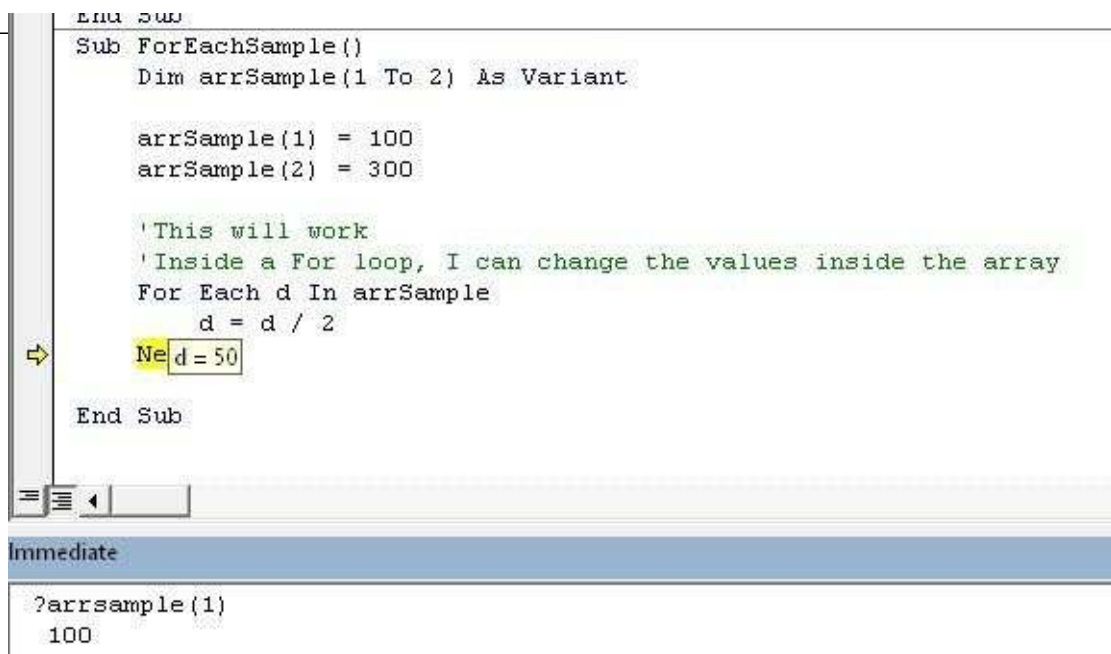 End Sub
Sub ForEachSample()
Dim arrSample(1 To 2) As Variant
arrSample(1) = 100
arrSample(2) = 300
'This will work
'Inside a For loop, I can change the values inside the array
For Each d In arrSample
d = d / 2
Ne d = 50
End Sub
Immediate
?arrsample(1)
100